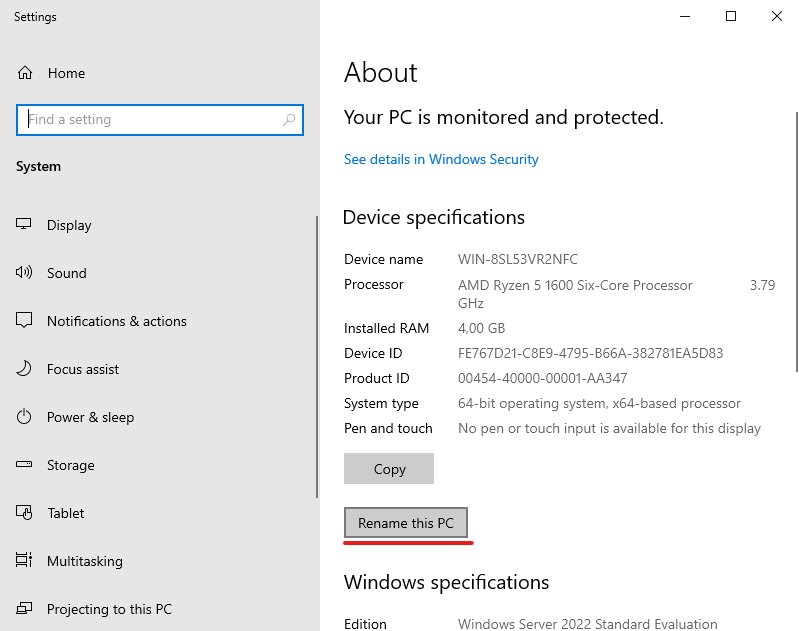 Settings
Home
Find a setting
System
Display
Sound
Notifications & actions
Focus assist
Power & sleep
Storage
Tablet
Multitasking
Projecting to this PC
About
Your PC is monitored and protected.
See details in Windows Security
Device specifications
Device name WIN-8SL53VR2NFC
Processor AMD Ryzen 5 1600 Six-Core Processor 3.79
GHz
Installed RAM 4,00 GB
Device ID FE767D21-C8E9-4795-B66A-382781EA5D83
Product ID 00454-40000-00001-AA347
System type 64-bit operating system, x64-based processor
Pen and touch No pen or touch input is available for this display
Copy
Rename this PC
Windows specifications
Edition Windows Server 2022 Standard Evaluation